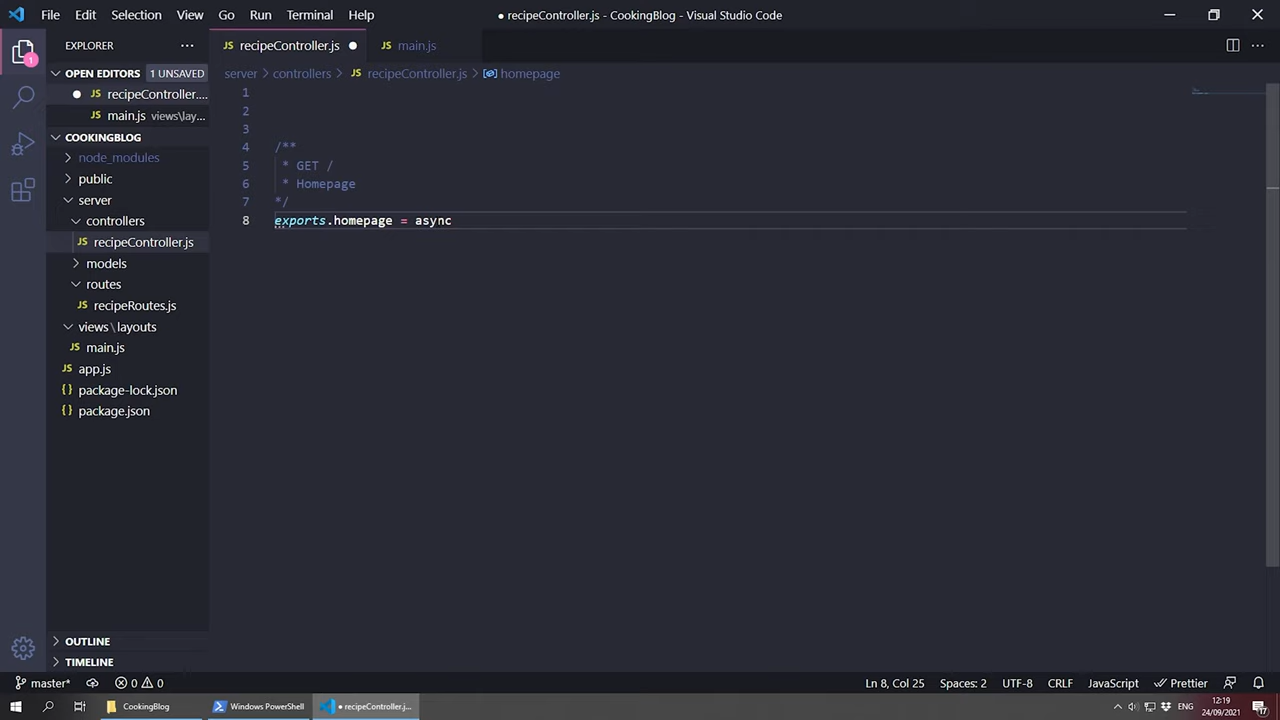 File Edit Selection View Go Run Terminal Help
● recipeController.js - CookingBlog - Visual Studio Code
EXPLORER
OPEN EDITORS 1 UNSAVED
recipeController....
main.js views\lay...
COOKINGBLOG
node_modules
public
server
controllers
recipeController.js
models
routes
recipeRoutes.js
views\layouts
main.js
app.js
package-lock.json
package.json
OUTLINE
TIMELINE
JS recipeController.js ● JS main.js
server > controllers > JS recipeController.js > homepage
1
2
3
4 /**
5 * GET /
6 * Homepage
7 */
8 exports.homepage = async
master* 0 0
Ln 8, Col 25 Spaces: 2 UTF-8 CRLF JavaScript Prettier
CookingBlog Windows PowerShell ● recipeController.j...
ENG
12:19
24/09/2021